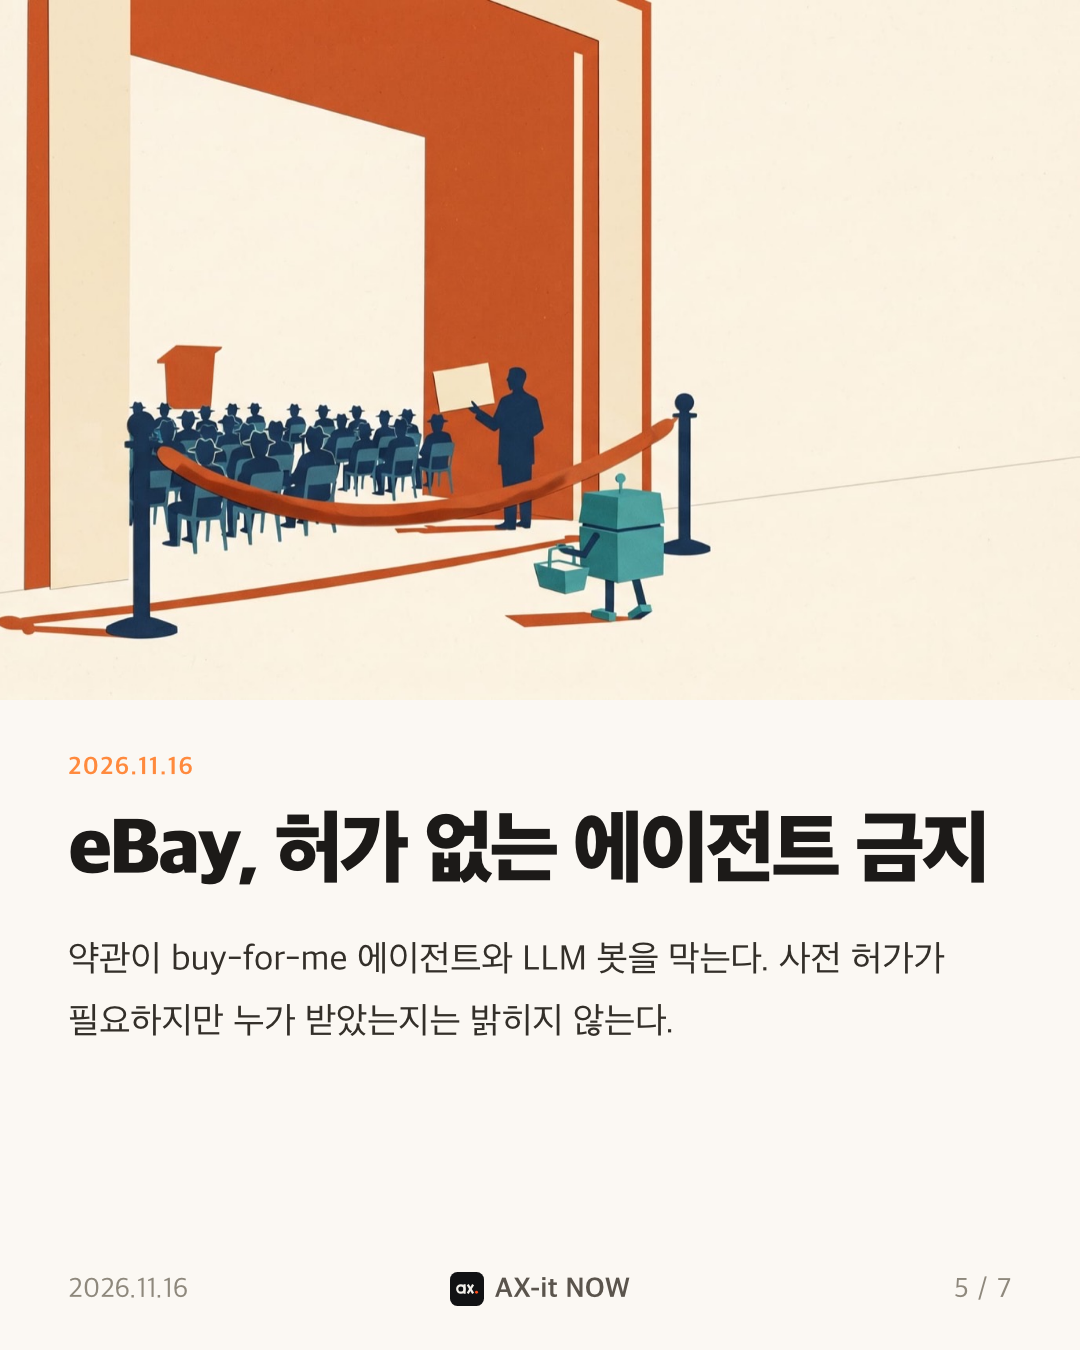 2026.11.16
eBay, 허가 없는 에이전트 금지
약관이 buy-for-me 에이전트와 LLM 봇을 막는다. 사전 허가가
필요하지만 누가 받았는지는 밝히지 않는다.
2026.11.16
ax. AX-it NOW
5 / 7